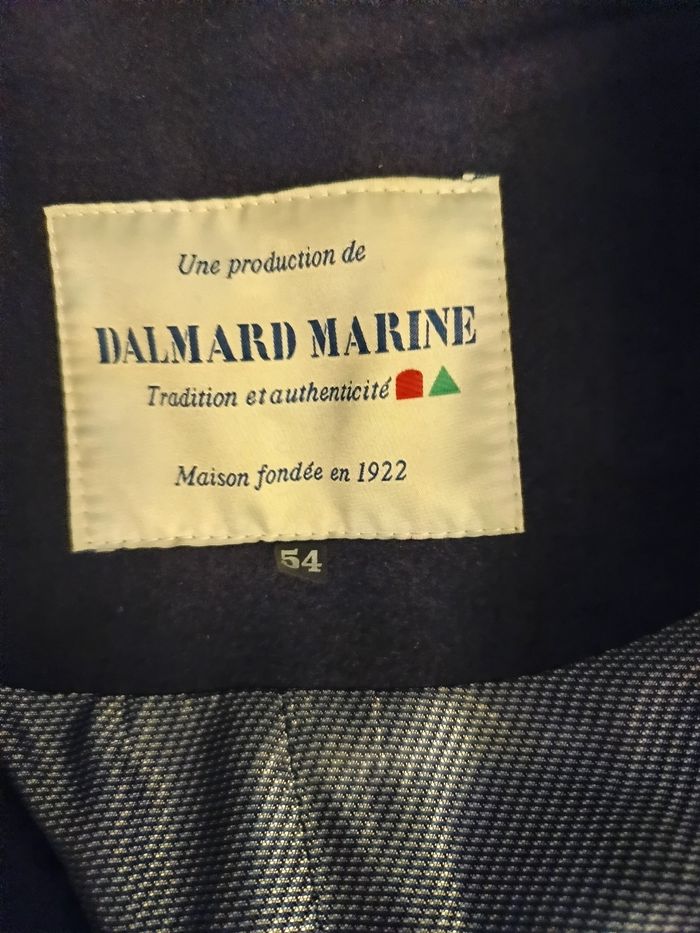 Une production de
DALMARD MARINE
Tradition et authenticité
Maison fondée en 1922
54